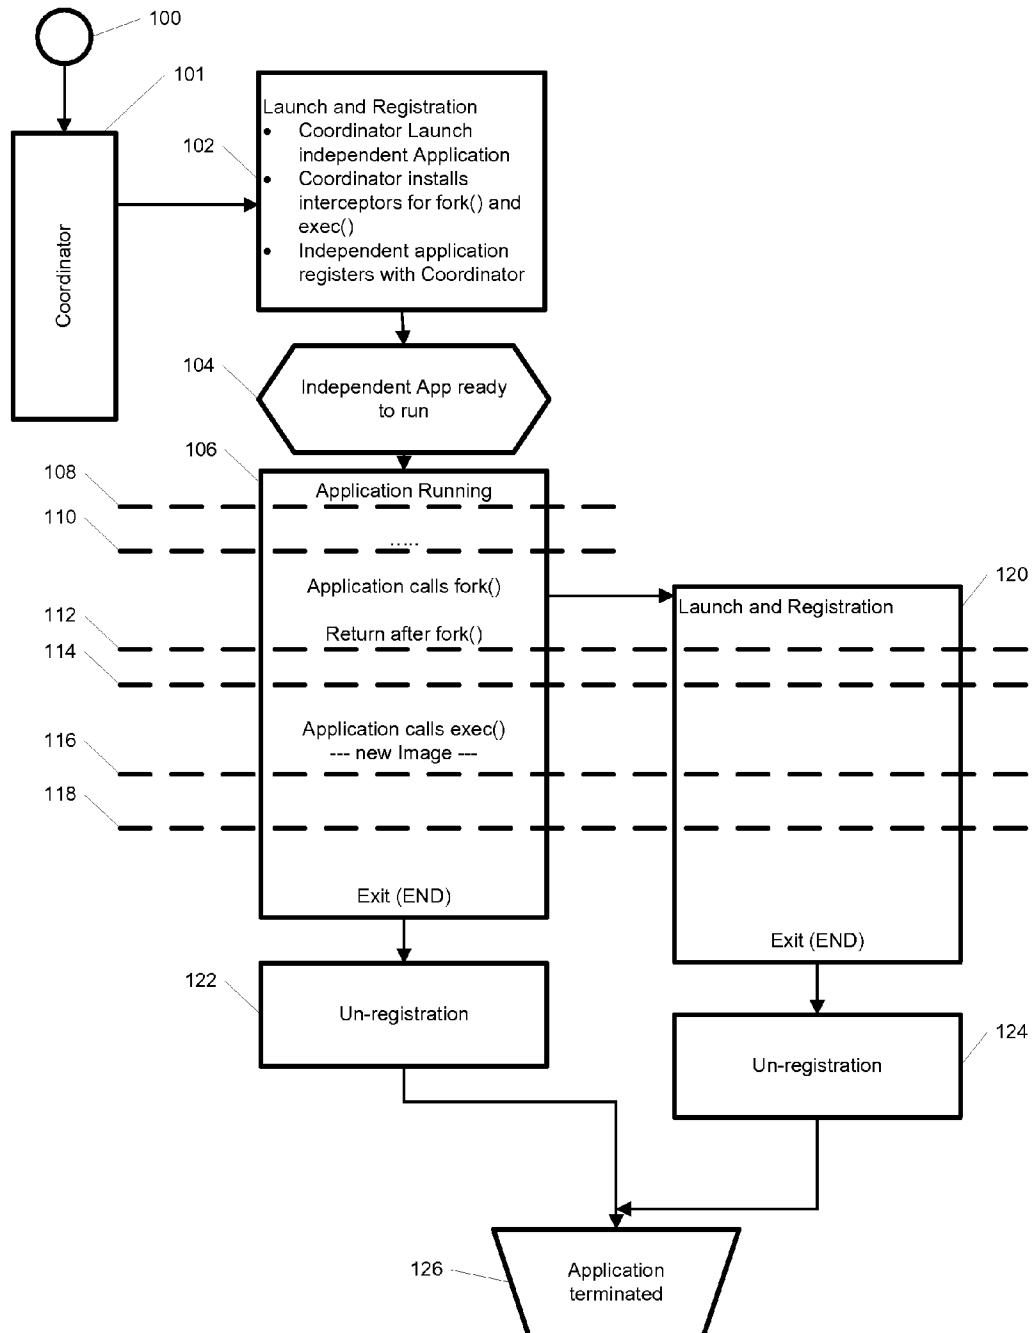 100
101
Coordinator
102
Launch and Registration
• Coordinator Launch
independent Application
• Coordinator installs
interceptors for fork() and
exec()
• Independent application
registers with Coordinator
104
Independent App ready
to run
106
Application Running
108
110
.....
Application calls fork()
120
Launch and Registration
Return after fork()
112
114
Application calls exec()
--- new Image ---
116
118
Exit (END)
Exit (END)
122
Un-registration
124
Un-registration
126
Application
terminated